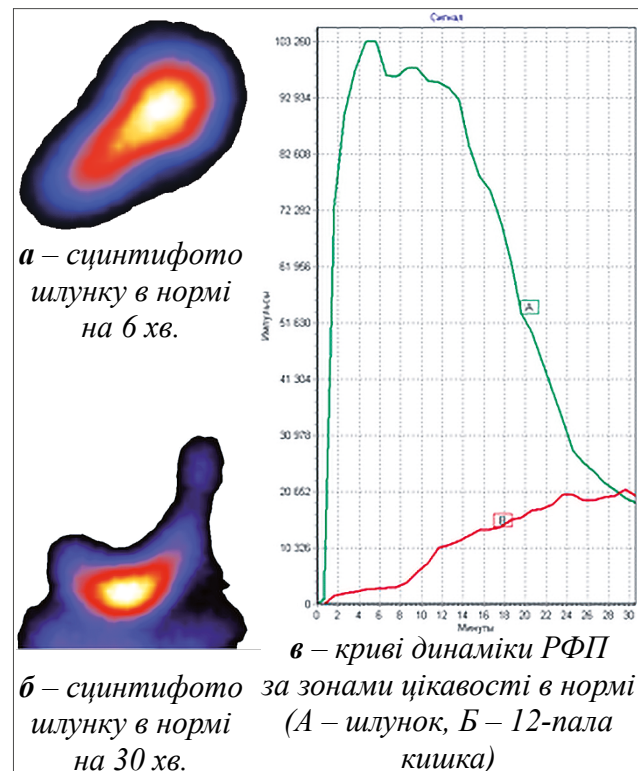 а – сцинтифото
шлунку в нормі
на 6 хв.
б – сцинтифото
шлунку в нормі
на 30 хв.
Сигнал
Импульсы
103 260
92 934
82 608
72 292
61 966
51 630
41 304
30 978
20 652
10 326
0
A
B
0 2 4 6 8 10 12 14 16 18 20 22 24 26 28 30
Минуты
в – криві динаміки РФП
за зонами цікавості в нормі
(А – шлунок, Б – 12-пала
кишка)